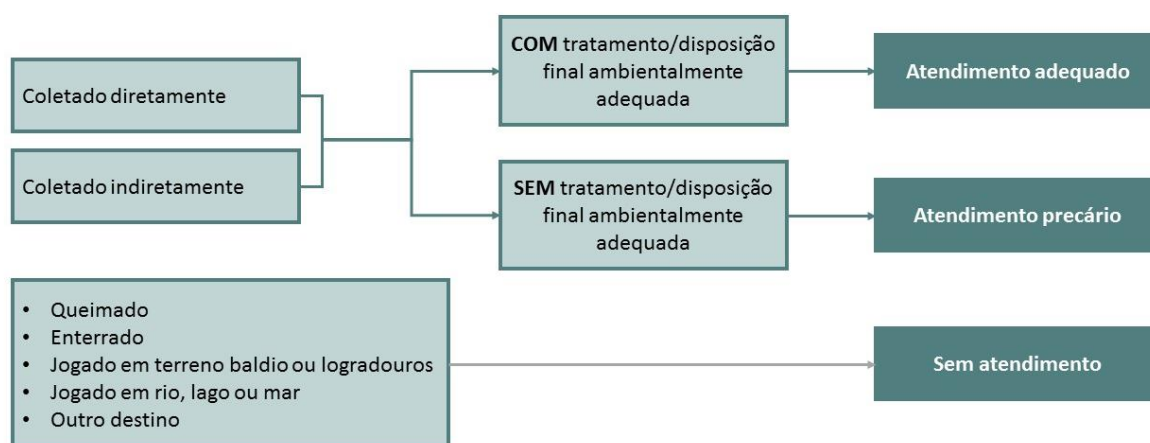 Coletado diretamente
Coletado indiretamente
COM tratamento/disposição
final ambientalmente
adequada
Atendimento adequado
SEM tratamento/disposição
final ambientalmente
adequada
Atendimento precário
• Queimado
• Enterrado
• Jogado em terreno baldio ou logradouros
• Jogado em rio, lago ou mar
• Outro destino
Sem atendimento